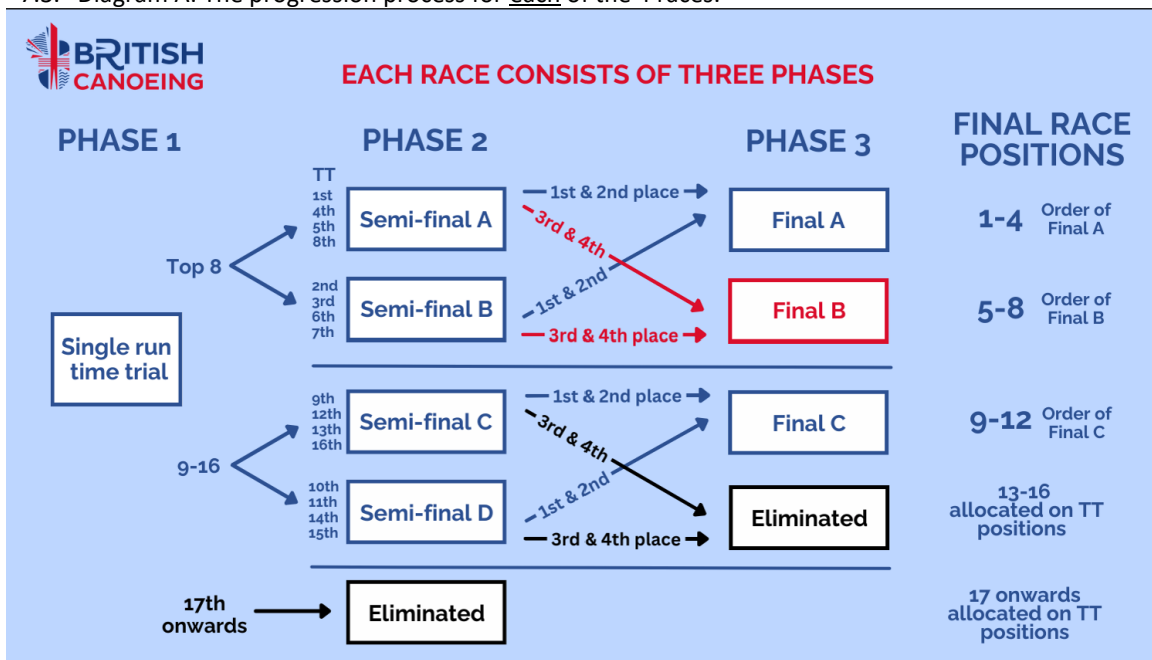 7.3. Diagram A: The progression process for each of the 4 races.
BRITISH
CANOEING
EACH RACE CONSISTS OF THREE PHASES
PHASE 1
PHASE 2
PHASE 3
FINAL RACE
POSITIONS
TT
1st
4th
5th
8th
Semi-final A
1st & 2nd place
3rd & 4th
Final A
1-4
Order of
Final A
Top 8
2nd
3rd
6th
7th
Semi-final B
1st & 2nd
3rd & 4th place
Final B
5-8
Order of
Final B
Single run
time trial
9th
12th
13th
16th
Semi-final C
1st & 2nd place
3rd & 4th
Final C
9-12
Order of
Final C
9-16
10th
11th
14th
15th
Semi-final D
1st & 2nd
3rd & 4th place
Eliminated
13-16
allocated on TT
positions
17th
onwards
Eliminated
17 onwards
allocated on TT
positions